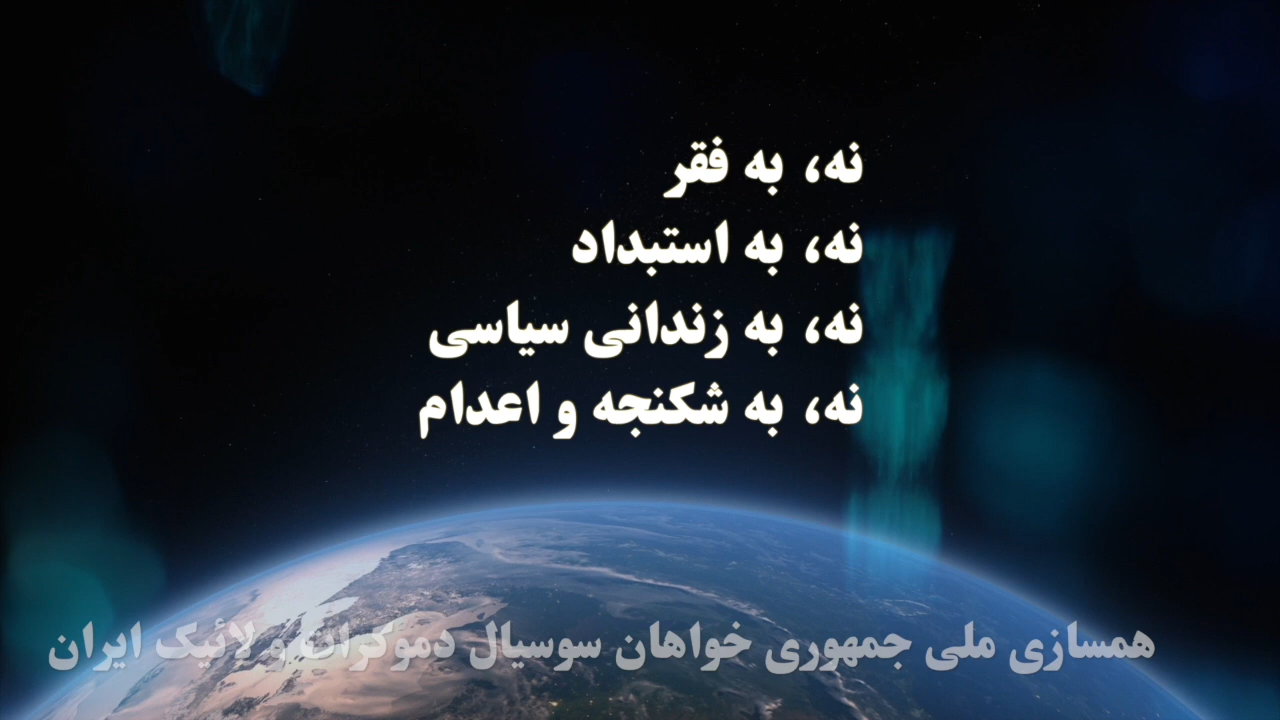 نه، به فقر
نه، به استبداد
نه، به زندانی سیاسی
نه، به شکنجه و اعدام
همسازی ملی جمهوری خواهان سوسیال دموکرات و لائیک ایران